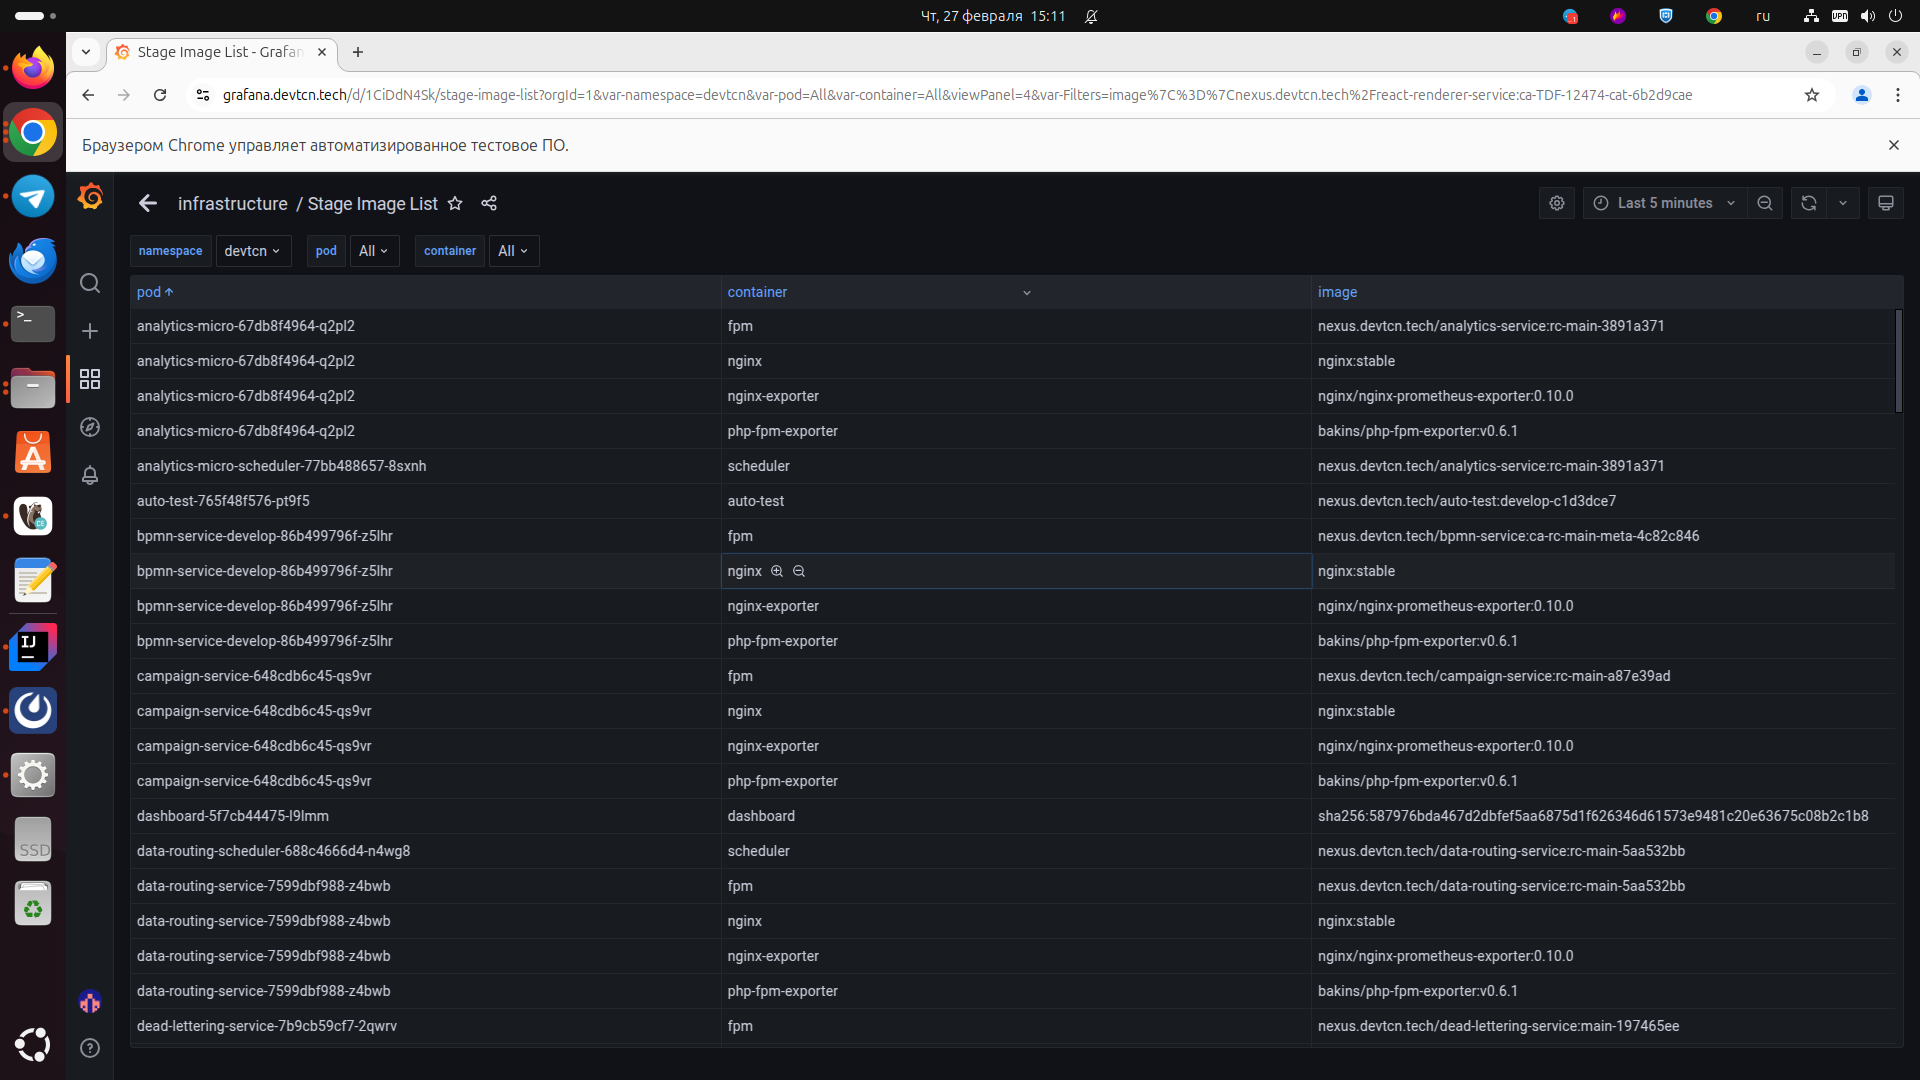 Чт, 27 февраля 15:11
ru
VPN
Stage Image List - Grafan
grafana.devtcn.tech/d/1CiDdN4Sk/stage-image-list?orgId=1&var-namespace=devtcn&var-pod=All&var-container=All&viewPanel=4&var-Filters=image%7C%3D%7Cnexus.devtcn.tech%2Freact-renderer-service:ca-TDF-12474-cat-6b2d9cae
Браузером Chrome управляет автоматизированное тестовое ПО.
infrastructure / Stage Image List
Last 5 minutes
namespace devtcn pod All container All
pod container image
analytics-micro-67db8f4964-q2pl2 fpm nexus.devtcn.tech/analytics-service:rc-main-3891a371
analytics-micro-67db8f4964-q2pl2 nginx nginx:stable
analytics-micro-67db8f4964-q2pl2 nginx-exporter nginx/nginx-prometheus-exporter:0.10.0
analytics-micro-67db8f4964-q2pl2 php-fpm-exporter bakins/php-fpm-exporter:v0.6.1
analytics-micro-scheduler-77bb488657-8sxnh scheduler nexus.devtcn.tech/analytics-service:rc-main-3891a371
auto-test-765f48f576-pt9f5 auto-test nexus.devtcn.tech/auto-test:develop-c1d3dce7
bpmn-service-develop-86b499796f-z5lhr fpm nexus.devtcn.tech/bpmn-service:ca-rc-main-meta-4c82c846
bpmn-service-develop-86b499796f-z5lhr nginx nginx:stable
bpmn-service-develop-86b499796f-z5lhr nginx-exporter nginx/nginx-prometheus-exporter:0.10.0
bpmn-service-develop-86b499796f-z5lhr php-fpm-exporter bakins/php-fpm-exporter:v0.6.1
campaign-service-648cdb6c45-qs9vr fpm nexus.devtcn.tech/campaign-service:rc-main-a87e39ad
campaign-service-648cdb6c45-qs9vr nginx nginx:stable
campaign-service-648cdb6c45-qs9vr nginx-exporter nginx/nginx-prometheus-exporter:0.10.0
campaign-service-648cdb6c45-qs9vr php-fpm-exporter bakins/php-fpm-exporter:v0.6.1
dashboard-5f7cb44475-l9lmm dashboard sha256:587976bda467d2dbfef5aa6875d1f626346d61573e9481c20e63675c08b2c1b8
data-routing-scheduler-688c4666d4-n4wg8 scheduler nexus.devtcn.tech/data-routing-service:rc-main-5aa532bb
data-routing-service-7599dbf988-z4bwb fpm nexus.devtcn.tech/data-routing-service:rc-main-5aa532bb
data-routing-service-7599dbf988-z4bwb nginx nginx:stable
data-routing-service-7599dbf988-z4bwb nginx-exporter nginx/nginx-prometheus-exporter:0.10.0
data-routing-service-7599dbf988-z4bwb php-fpm-exporter bakins/php-fpm-exporter:v0.6.1
dead-lettering-service-7b9cb59cf7-2qwrv fpm nexus.devtcn.tech/dead-lettering-service:main-197465ee
IJ
SSD